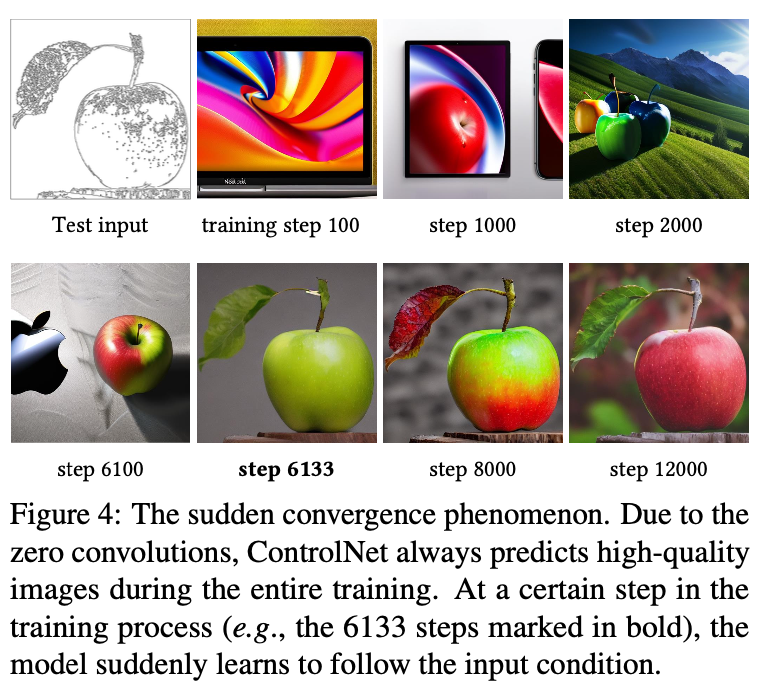 Test input
training step 100
step 1000
step 2000
step 6100
step 6133
step 8000
step 12000
Figure 4: The sudden convergence phenomenon. Due to the
zero convolutions, ControlNet always predicts high-quality
images during the entire training. At a certain step in the
training process (e.g., the 6133 steps marked in bold), the
model suddenly learns to follow the input condition.